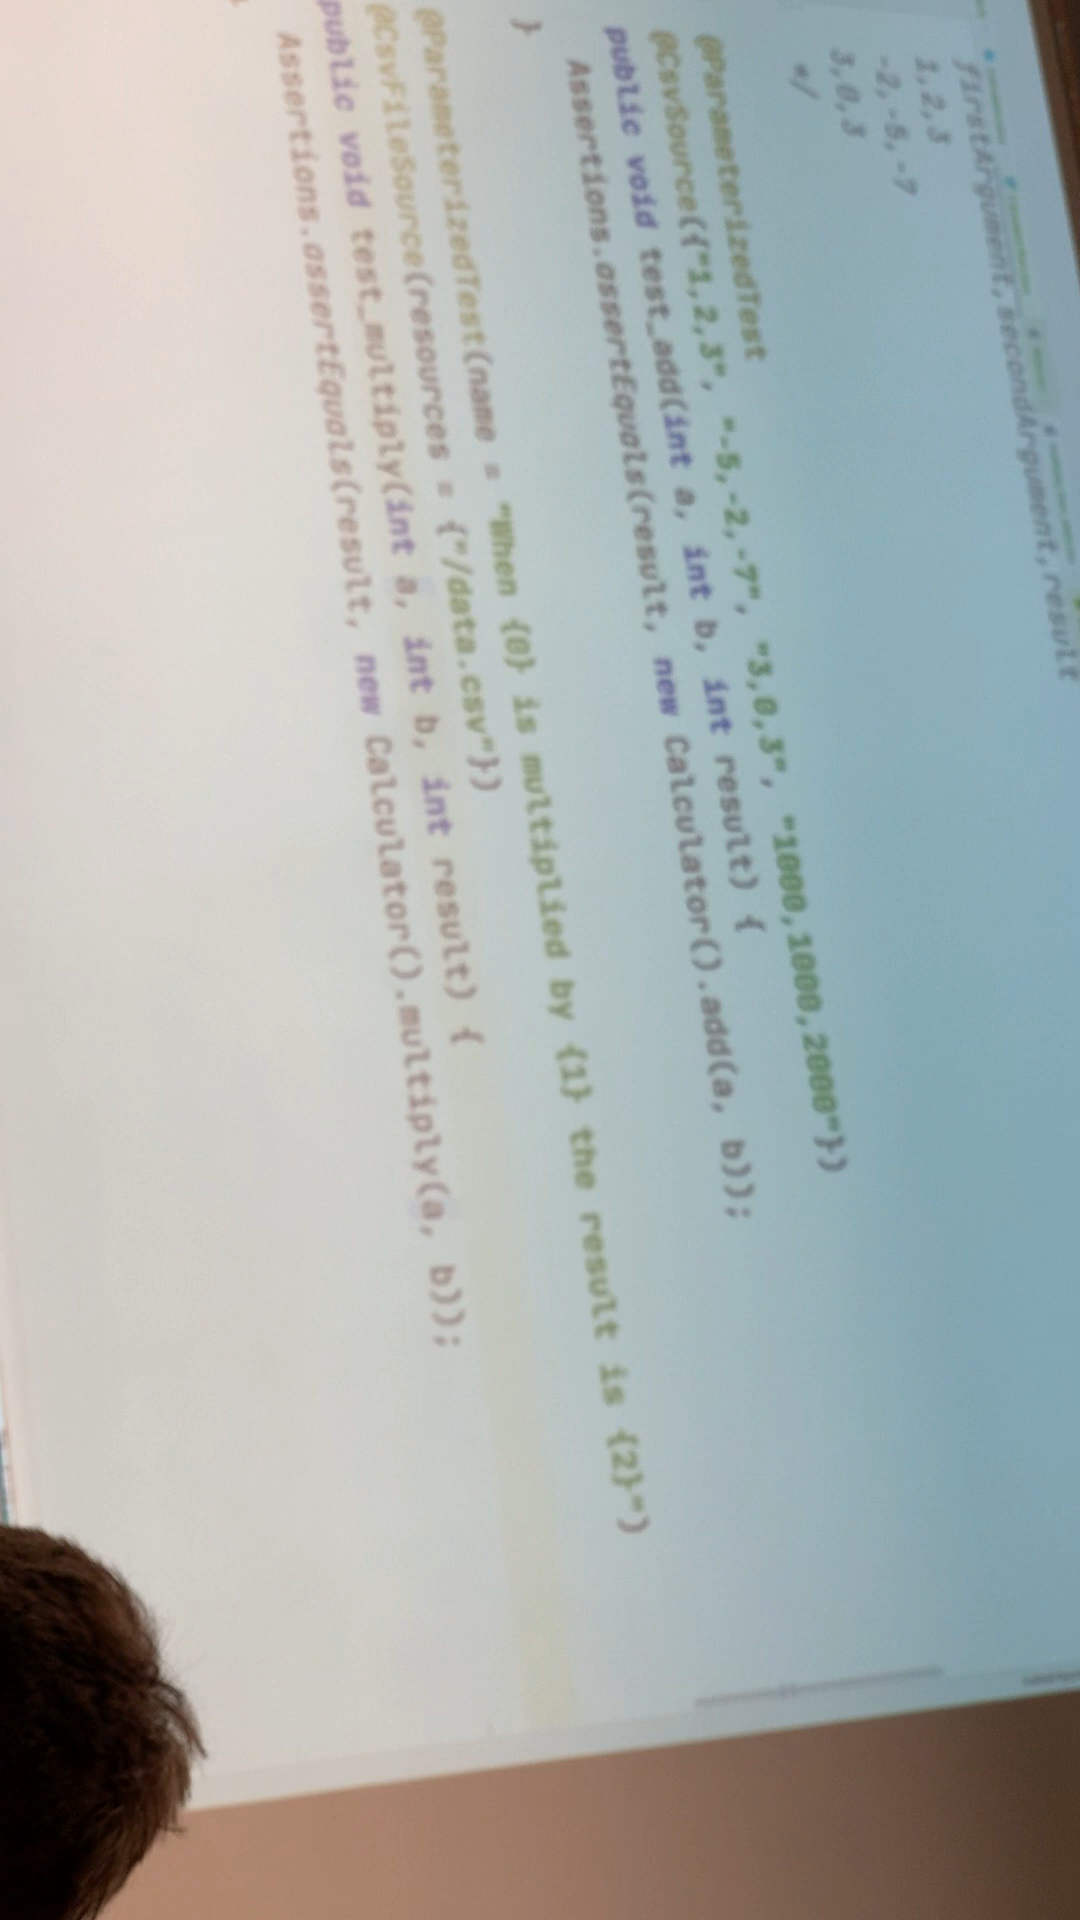 firstArgument,secondArgument,result
1,2,3
-2,-5,-7
3,0,3
*/
@ParameterizedTest
@CsvSource({"1,2,3", "-5,-2,-7", "3,0,3", "1000,1000,2000"})
public void test_add(int a, int b, int result) {
Assertions.assertEquals(result, new Calculator().add(a, b));
}
@ParameterizedTest(name = "When {0} is multiplied by {1} the result is {2}")
@CsvFileSource(resources = {"/data.csv"})
public void test_multiply(int a, int b, int result) {
Assertions.assertEquals(result, new Calculator().multiply(a, b));
}